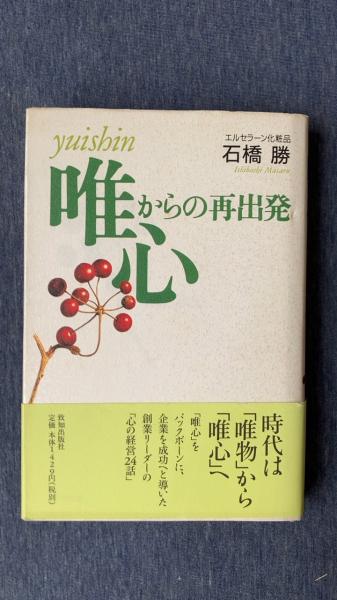 yuishin
エルセラーン化粧品
石橋 勝
Ishibashi Masaru
唯心からの再出発
時代は
「唯物」から
「唯心」へ
「唯心」を
バックボーンに、
企業を成功へと導いた
創業リーダーの
「心の経営24話」
致知出版社
定価 本体1429円(税別)